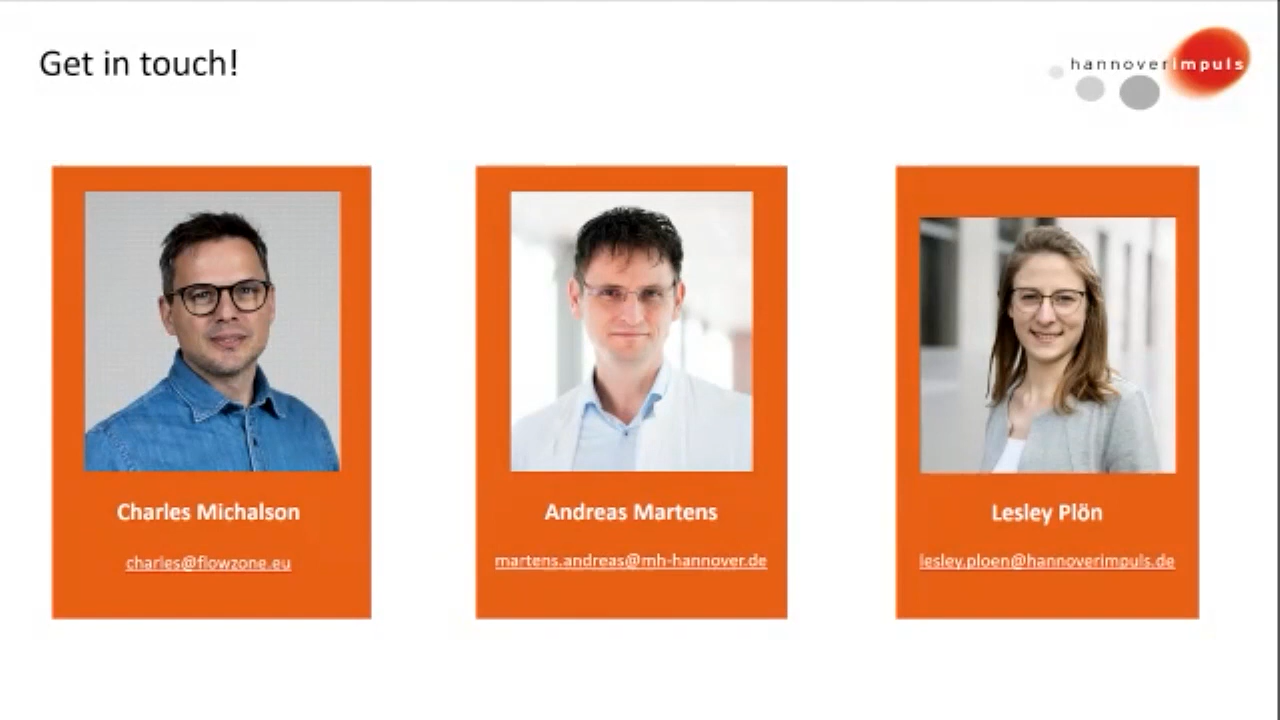 Get in touch!
hannoverimpuls
Charles Michalson
Andreas Martens
Lesley Plön
charles@flowzone.eu
martens.andreas@mh-hannover.de
lesley.ploen@hannoverimpuls.de